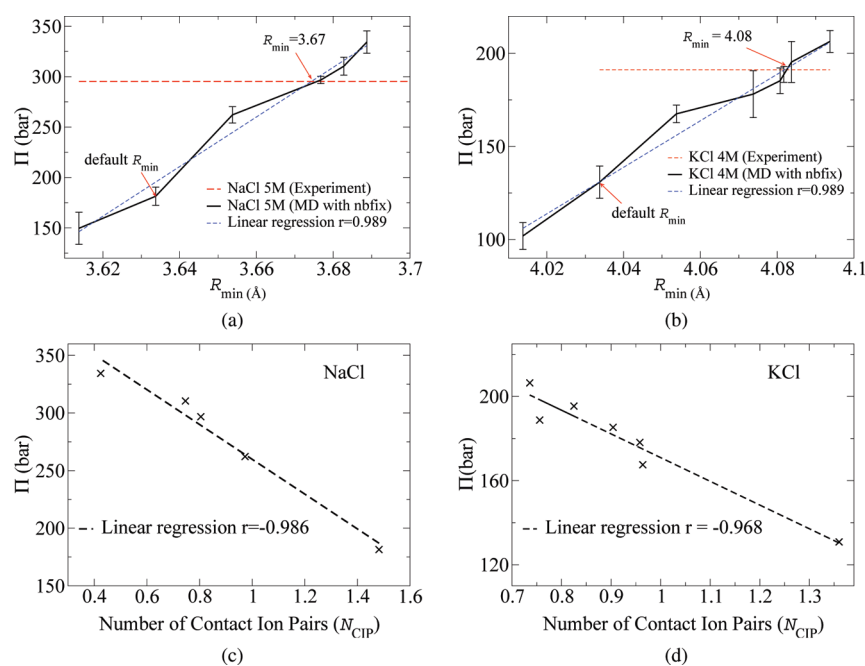 (a)
Π (bar)
350
300
250
200
150
3.62
3.64
3.66
3.68
3.7
R_min (Å)
R_min=3.67
default R_min
NaCl 5M (Experiment)
NaCl 5M (MD with nbfix)
Linear regression r=0.989
(b)
Π (bar)
200
150
100
4.02
4.04
4.06
4.08
4.1
R_min (Å)
R_min = 4.08
KCl 4M (Experiment)
KCl 4M (MD with nbfix)
Linear regression r=0.989
default R_min
(c)
Π (bar)
350
300
250
200
150
NaCl
Linear regression r=-0.986
0.4
0.6
0.8
1
1.2
1.4
1.6
Number of Contact Ion Pairs (N_CIP)
(d)
Π(bar)
200
160
130
KCl
Linear regression r = -0.968
0.7
0.8
0.9
1
1.1
1.2
1.3
Number of Contact Ion Pairs (N_CIP)